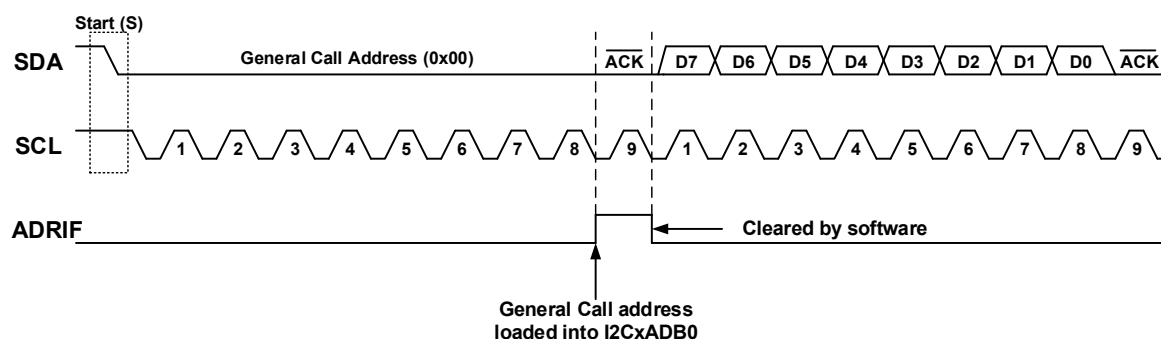 Start (S)
SDA General Call Address (0x00) ACK D7 D6 D5 D4 D3 D2 D1 D0 ACK
SCL 1 2 3 4 5 6 7 8 9 1 2 3 4 5 6 7 8 9
ADRIF Cleared by software
General Call address
loaded into I2CxADB0